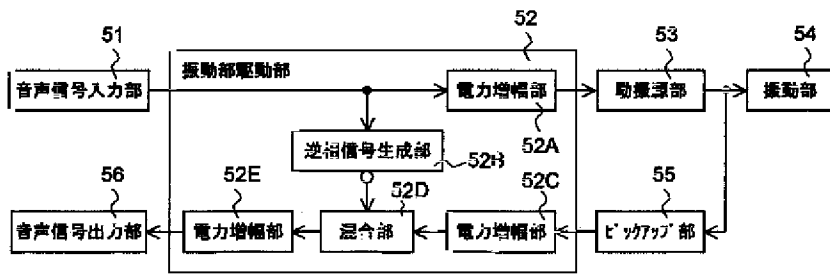 51
52
53
54
振動部駆動部
音声信号入力部
電力増幅部
励振源部
振動部
52A
逆相信号生成部
52B
56
52E
52D
52C
55
音声信号出力部
電力増幅部
混合部
電力増幅部
ピックアップ部